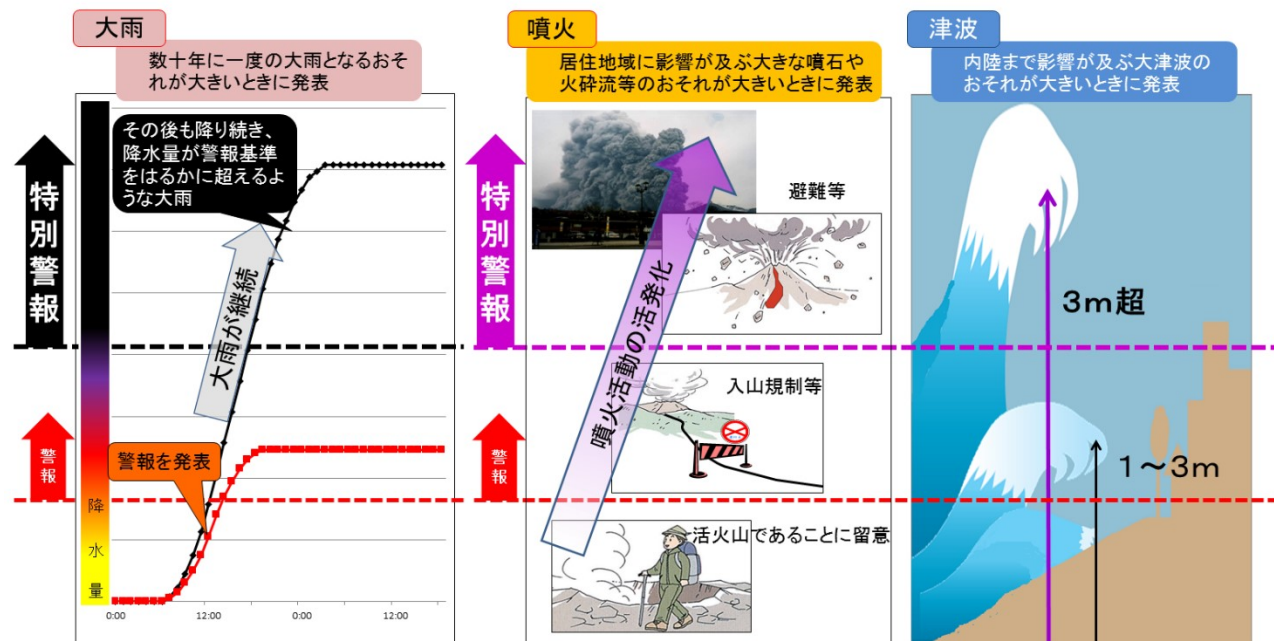 大雨
数十年に一度の大雨となるおそ
れが大きいときに発表
特別警報
警報
その後も降り続き、
降水量が警報基準
をはるかに超えるよ
うな大雨
大雨が継続
警報を発表
降水量
0:00
12:00
0:00
12:00
噴火
居住地域に影響が及ぶ大きな噴石や
火砕流等のおそれが大きいときに発表
特別警報
警報
避難等
噴火活動の活発化
入山規制等
活火山であることに留意
津波
内陸まで影響が及ぶ大津波の
おそれが大きいときに発表
3m超
1～3m